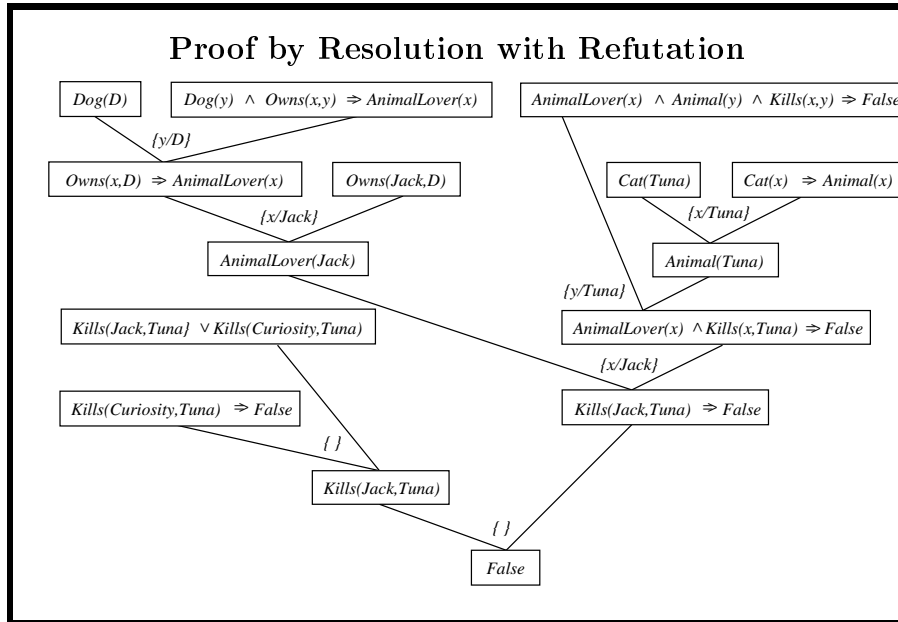 Proof by Resolution with Refutation
Dog(D)
Dog(y) ∧ Owns(x,y) ⇒ AnimalLover(x)
AnimalLover(x) ∧ Animal(y) ∧ Kills(x,y) ⇒ False
{y/D}
Owns(x,D) ⇒ AnimalLover(x)
Owns(Jack,D)
Cat(Tuna)
Cat(x) ⇒ Animal(x)
{x/Jack}
{x/Tuna}
AnimalLover(Jack)
Animal(Tuna)
{y/Tuna}
Kills(Jack,Tuna} ∨ Kills(Curiosity,Tuna)
AnimalLover(x) ∧ Kills(x,Tuna) ⇒ False
{x/Jack}
Kills(Curiosity,Tuna) ⇒ False
Kills(Jack,Tuna) ⇒ False
{ }
Kills(Jack,Tuna)
{ }
False